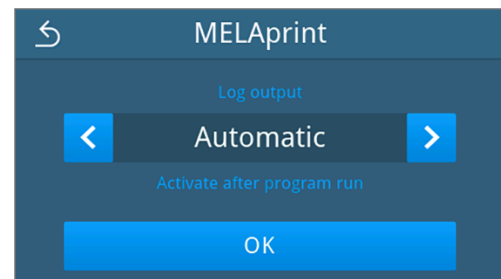 MELAprint
Log output
Automatic
Activate after program run
OK